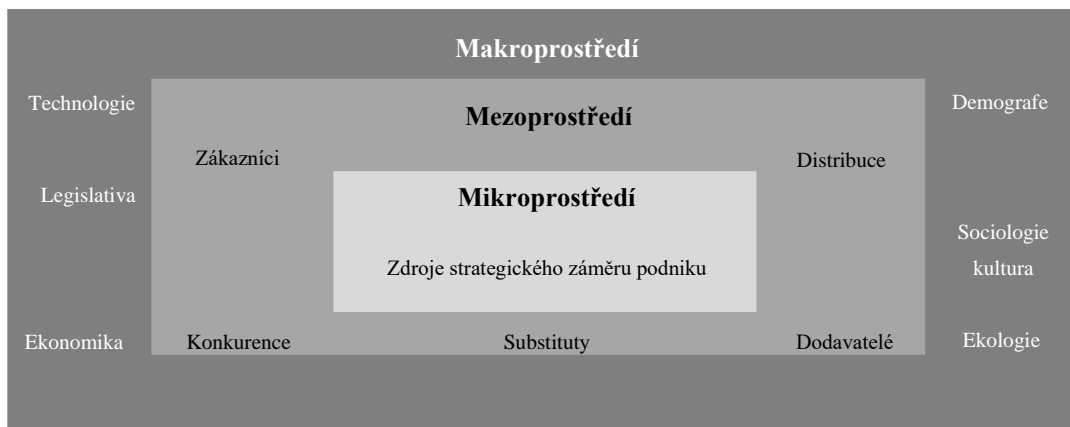 Makroprostředí
Technologie
Demografe
Mezoprostředí
Zákazníci
Distribuce
Legislativa
Mikroprostředí
Sociologie
kultura
Zdroje strategického záměru podniku
Ekonomika
Konkurence
Substituty
Dodavatelé
Ekologie